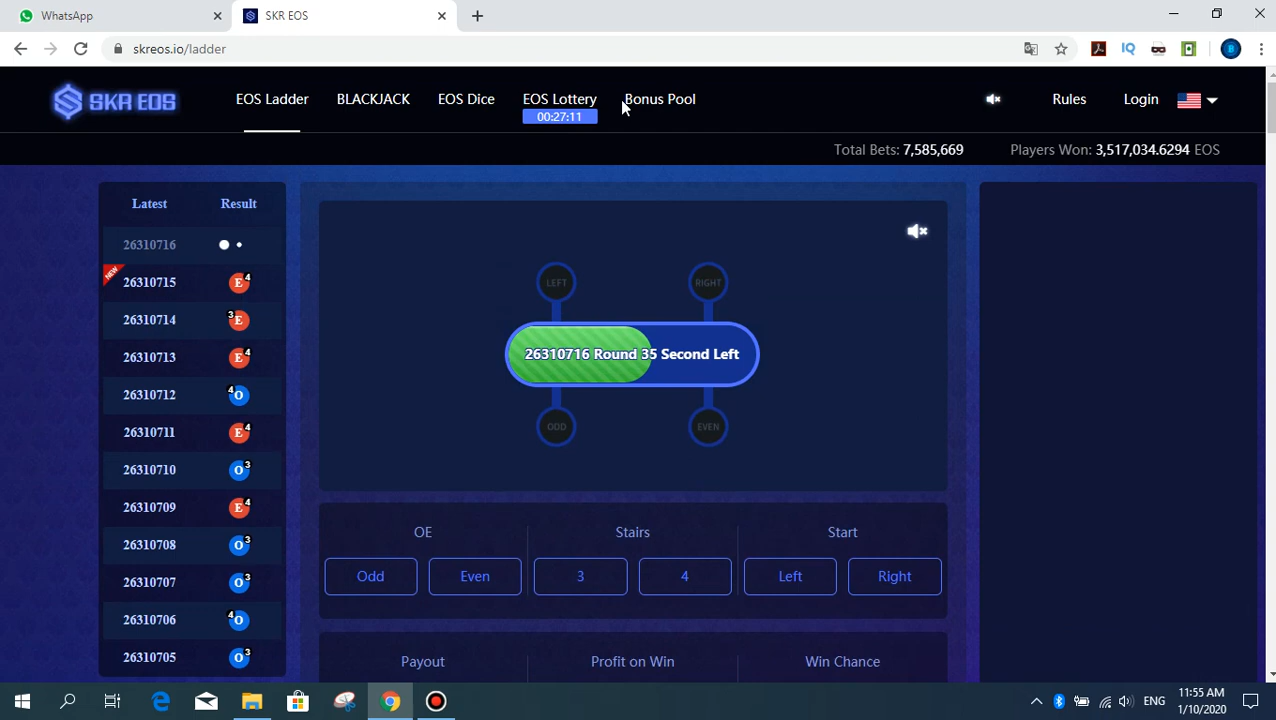 WhatsApp
SKR EOS
skreos.io/ladder
SKR EOS
EOS Ladder
BLACKJACK
EOS Dice
EOS Lottery
00:27:11
Bonus Pool
Rules
Login
Total Bets: 7,585,669
Players Won: 3,517,034.6294 EOS
Latest Result
26310716
NEW
26310715 E 4
26310714 3 E
26310713 E 4
26310712 4 O
26310711 E 4
26310710 O 3
26310709 E 4
26310708 O 3
26310707 O 3
26310706 4 O
26310705 O 3
LEFT RIGHT
26310716 Round 35 Second Left
ODD EVEN
OE Stairs Start
Odd Even 3 4 Left Right
Payout Profit on Win Win Chance
ENG
11:55 AM
1/10/2020